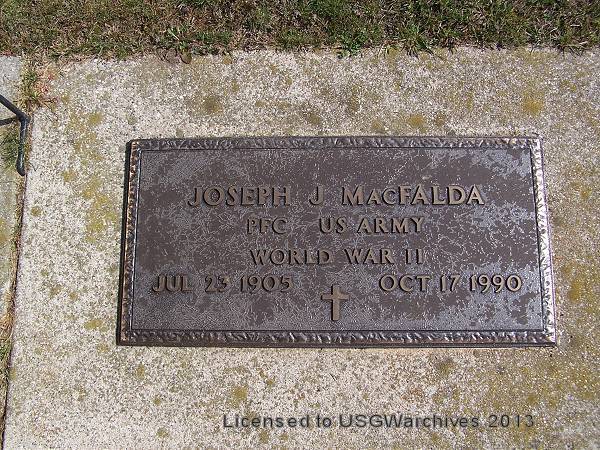 JOSEPH J MACFALDA
PFC US ARMY
WORLD WAR II
JUL 23 1905 OCT 17 1990
Licensed to USGWarchives 2013